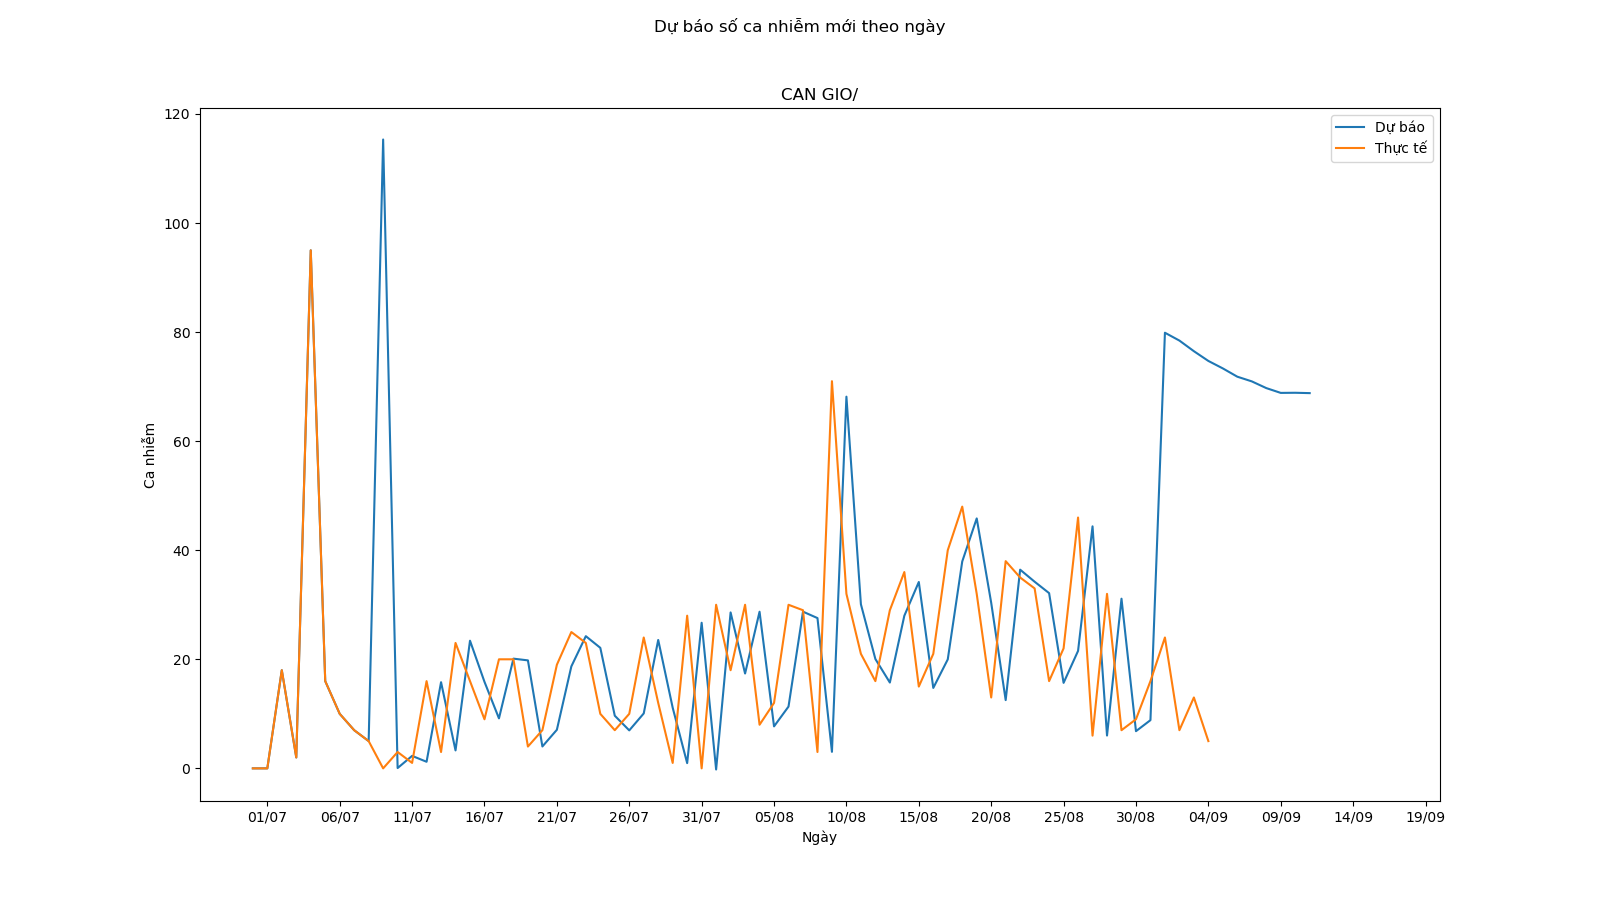 Dự báo số ca nhiễm mới theo ngày
CAN GIO/
120
100
80
60
40
20
0
Ca nhiễm
Dự báo
Thực tế
01/07 06/07 11/07 16/07 21/07 26/07 31/07 05/08 10/08 15/08 20/08 25/08 30/08 04/09 09/09 14/09 19/09
Ngày